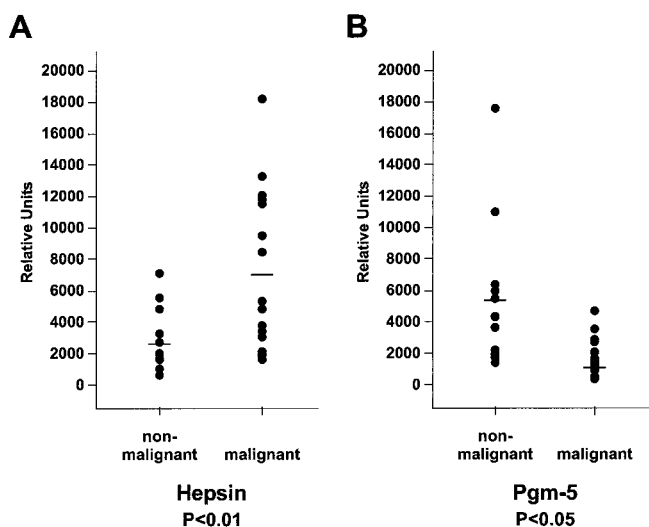 A
20000
18000
16000
14000
12000
10000
8000
6000
4000
2000
0
Relative Units
non-
malignant
malignant
Hepsin
P<0.01
B
20000
18000
16000
14000
12000
10000
8000
6000
4000
2000
0
Relative Units
non-
malignant
malignant
Pgm-5
P<0.05